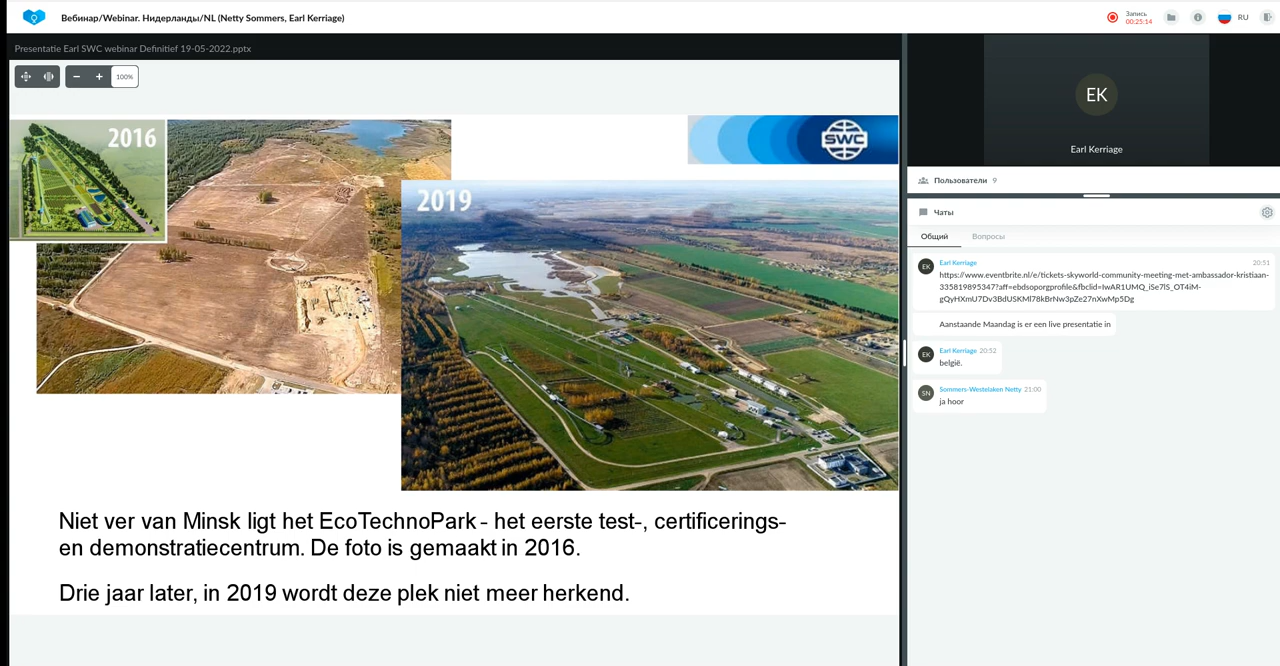 Вебинар/Webinar. Нидерланды/NL (Netty Sommers, Earl Kerriage)
Запись
00:25:14
RU
Presentatie Earl SWC webinar Definitief 19-05-2022.pptx
100%
2016
SWC
2019
Niet ver van Minsk ligt het EcoTechnoPark - het eerste test-, certificerings-
en demonstratiecentrum. De foto is gemaakt in 2016.
Drie jaar later, in 2019 wordt deze plek niet meer herkend.
EK
Earl Kerriage
Пользователи 9
Чаты
Общий Вопросы
EK Earl Kerriage 20:51
https://www.eventbrite.nl/e/tickets-skyworld-community-meeting-met-ambassador-kristiaan-
335819895347?aff=ebdsoporgprofile&fbclid=IwAR1UMQ_iSe7lS_OT4iM-
gQyHXmU7Dv3BdUSKMl78kBrNw3pZe27nXwMp5Dg
Aanstaande Maandag is er een live presentatie in
EK Earl Kerriage 20:52
belgië.
SN Sommers-Westelaken Netty 21:00
ja hoor